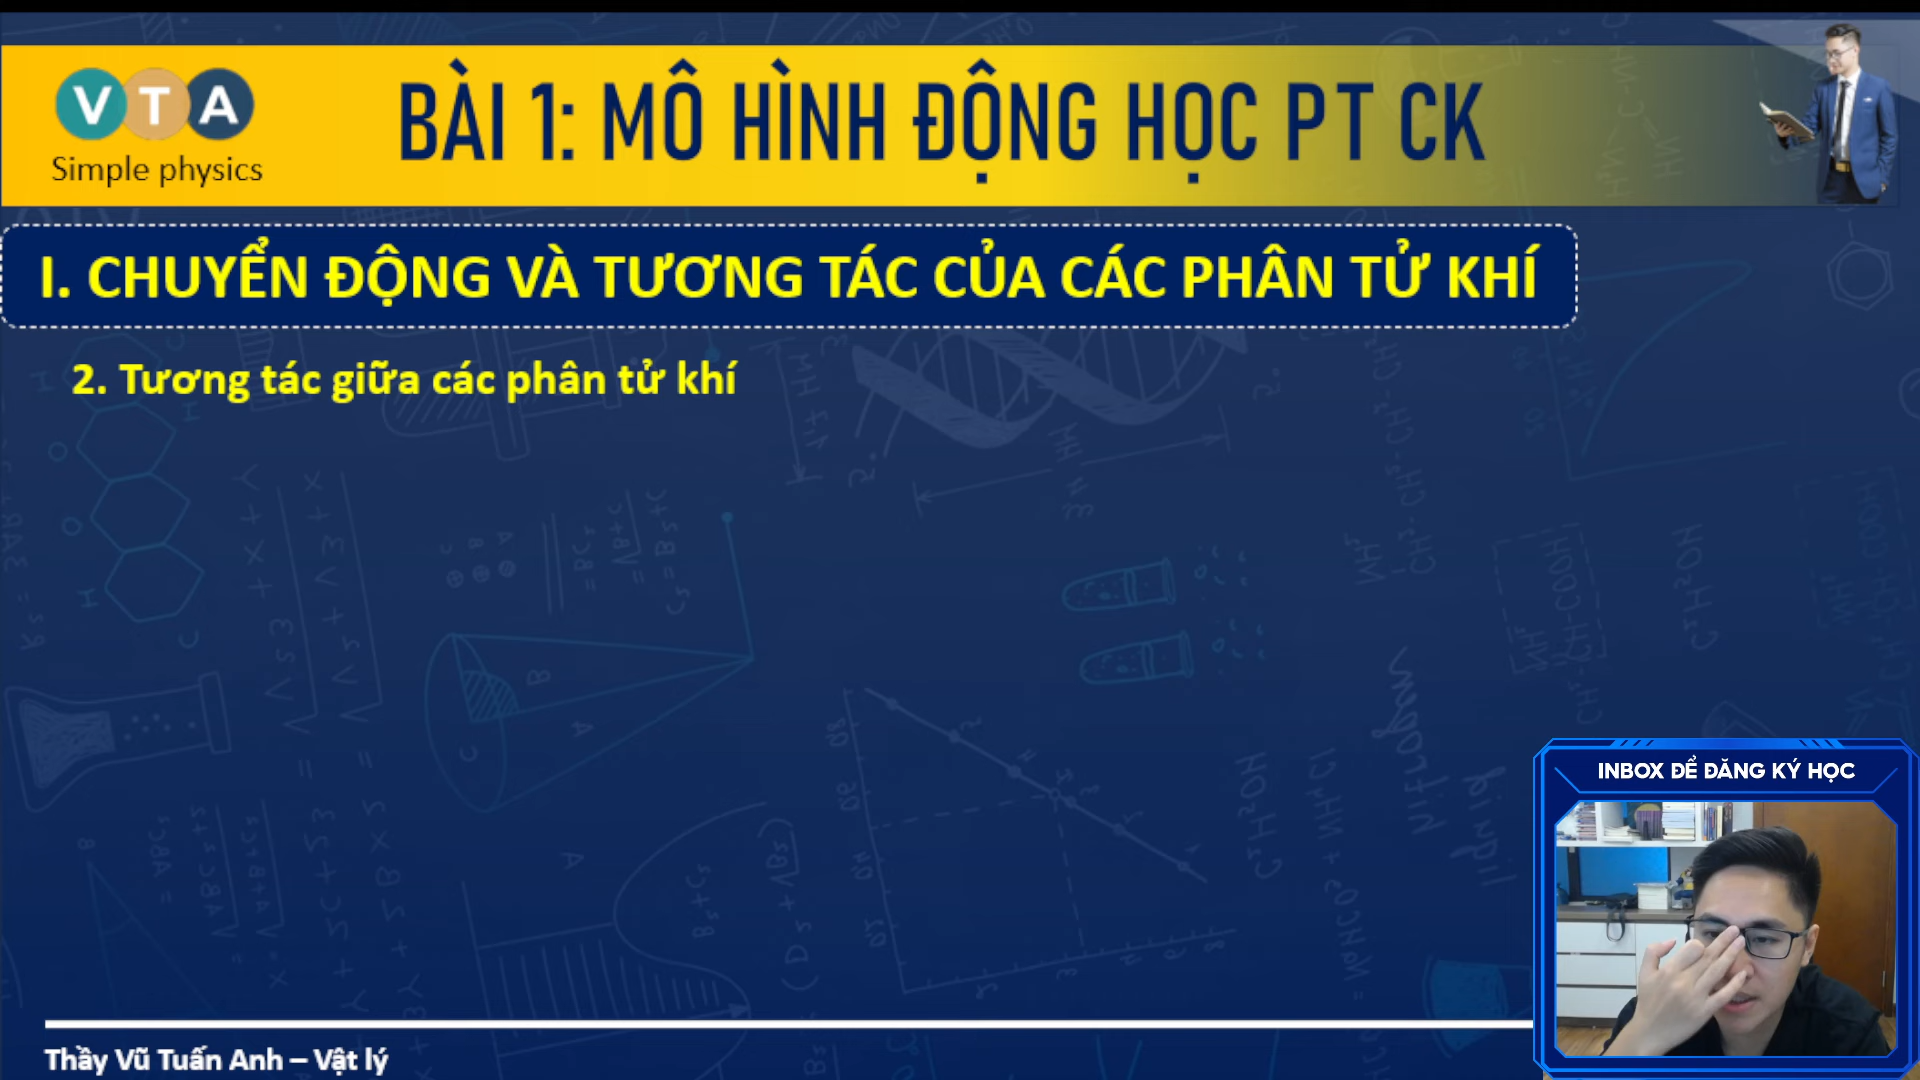 VTA
Simple physics
BÀI 1: MÔ HÌNH ĐỘNG HỌC PT CK
I. CHUYỂN ĐỘNG VÀ TƯƠNG TÁC CỦA CÁC PHÂN TỬ KHÍ
2. Tương tác giữa các phân tử khí
INBOX ĐỂ ĐĂNG KÝ HỌC
Thầy Vũ Tuấn Anh – Vật lý